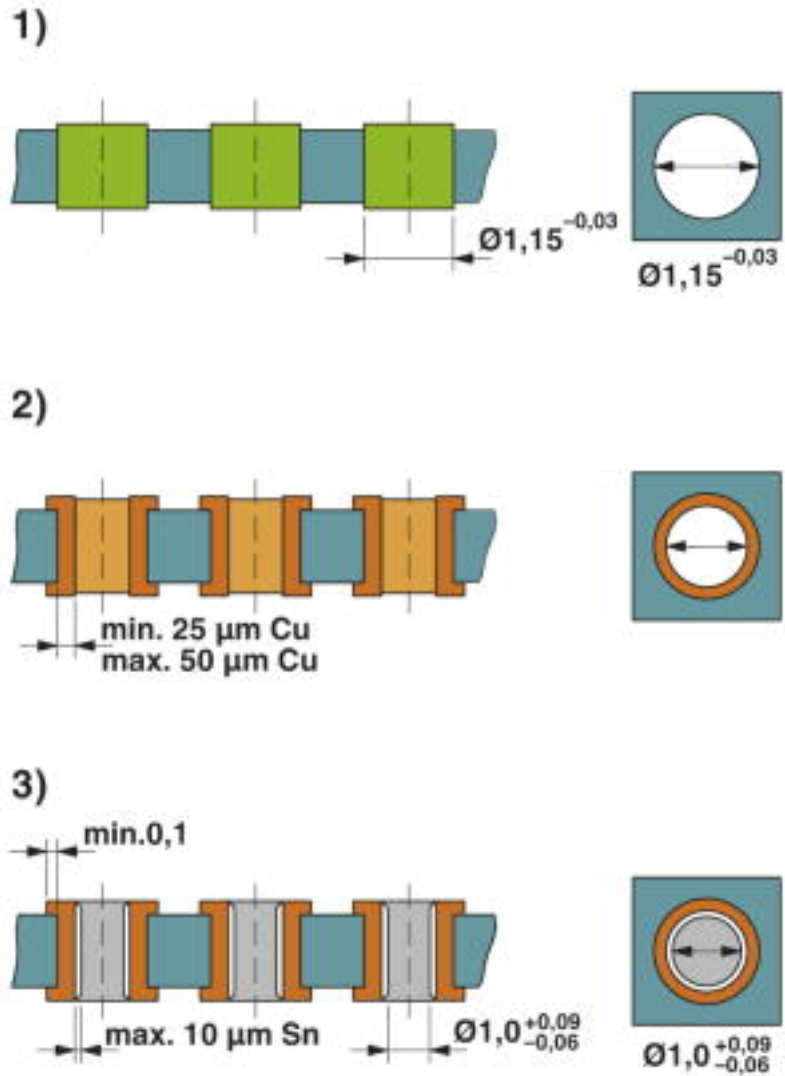 1)
Ø1,15 −0,03
Ø1,15 −0,03
2)
min. 25 µm Cu
max. 50 µm Cu
3)
min.0,1
max. 10 µm Sn
Ø1,0 +0,09 −0,06
Ø1,0 +0,09 −0,06